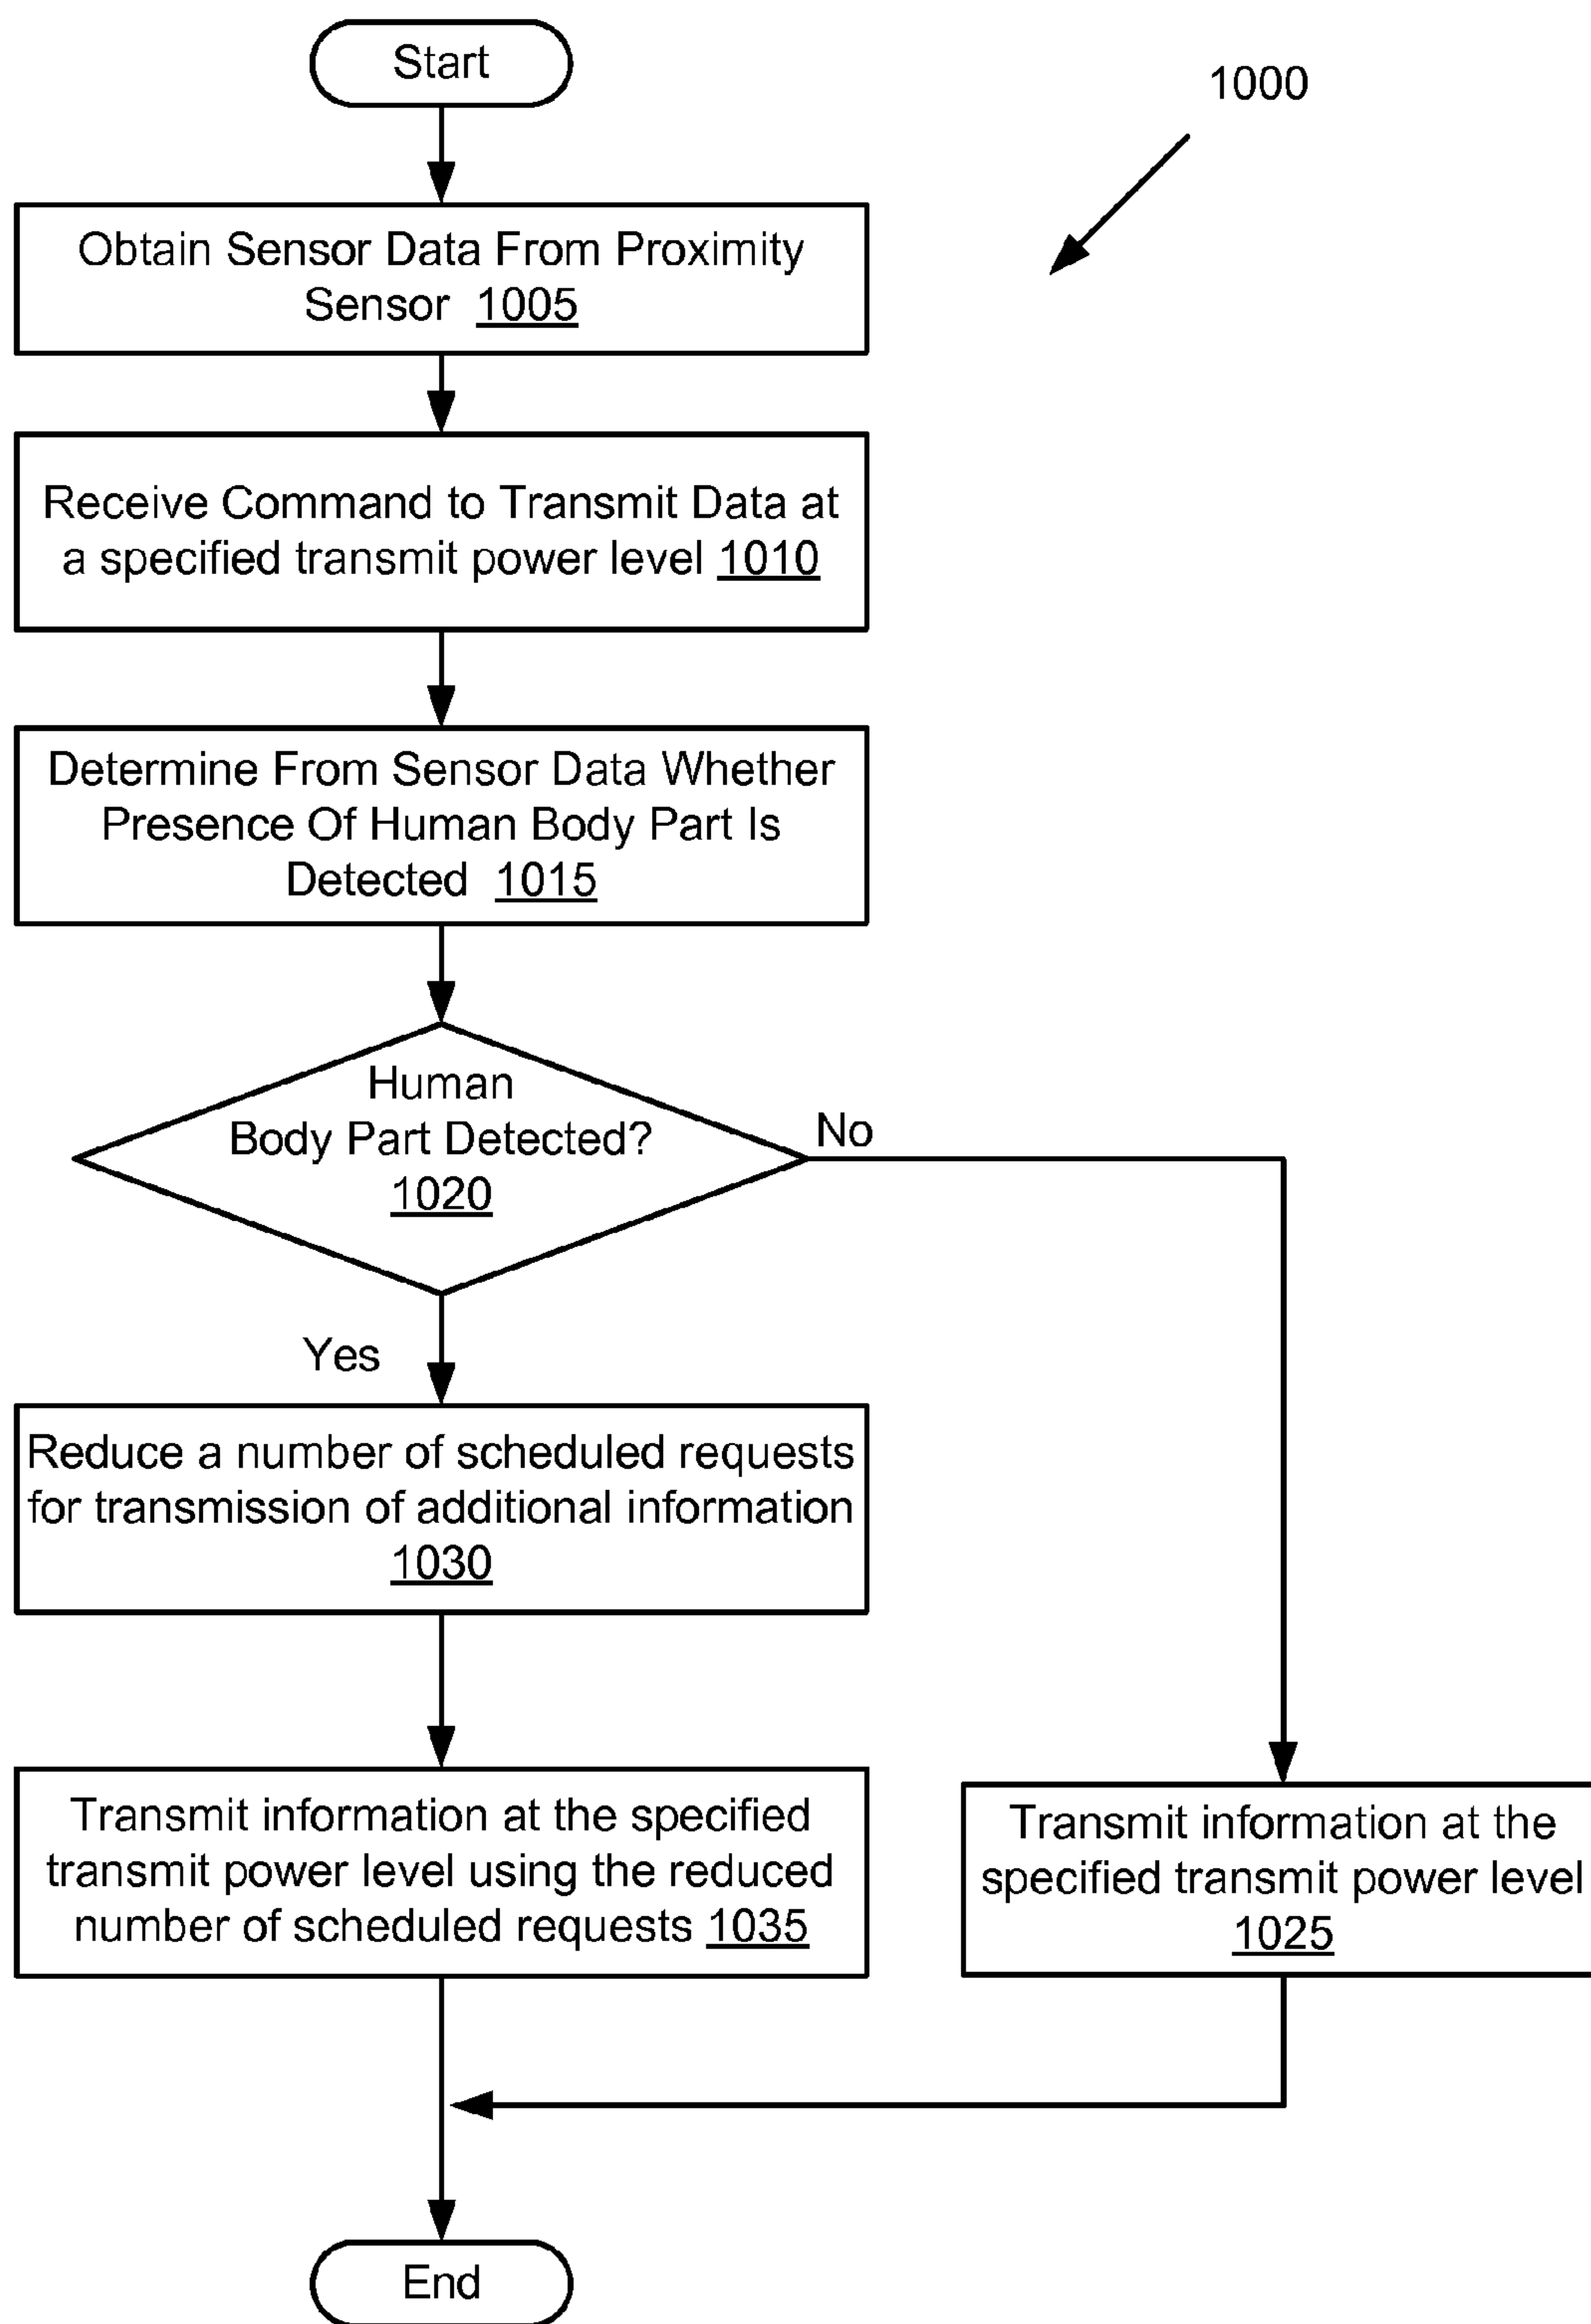 Start
1000
Obtain Sensor Data From Proximity
Sensor 1005
Receive Command to Transmit Data at
a specified transmit power level 1010
Determine From Sensor Data Whether
Presence Of Human Body Part Is
Detected 1015
Human
Body Part Detected?
1020
No
Yes
Reduce a number of scheduled requests
for transmission of additional information
1030
Transmit information at the specified
transmit power level using the reduced
number of scheduled requests 1035
Transmit information at the
specified transmit power level
1025
End